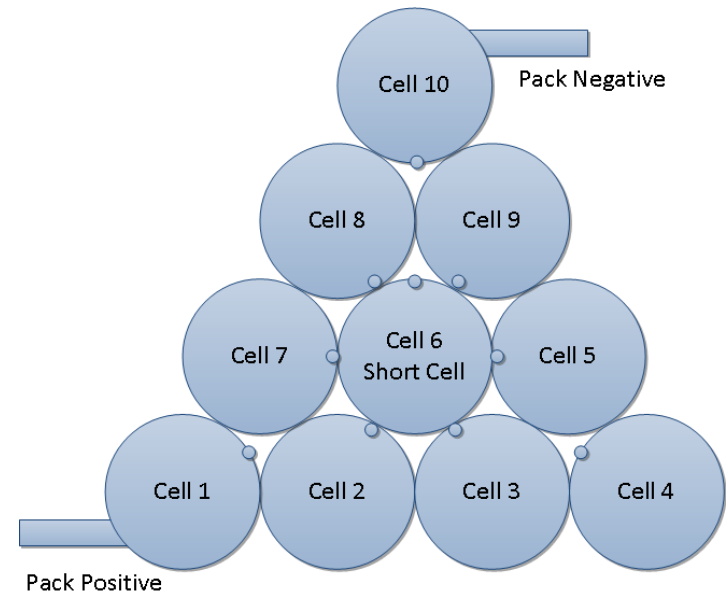 Cell 10
Pack Negative
Cell 8
Cell 9
Cell 7
Cell 6
Short Cell
Cell 5
Cell 1
Cell 2
Cell 3
Cell 4
Pack Positive